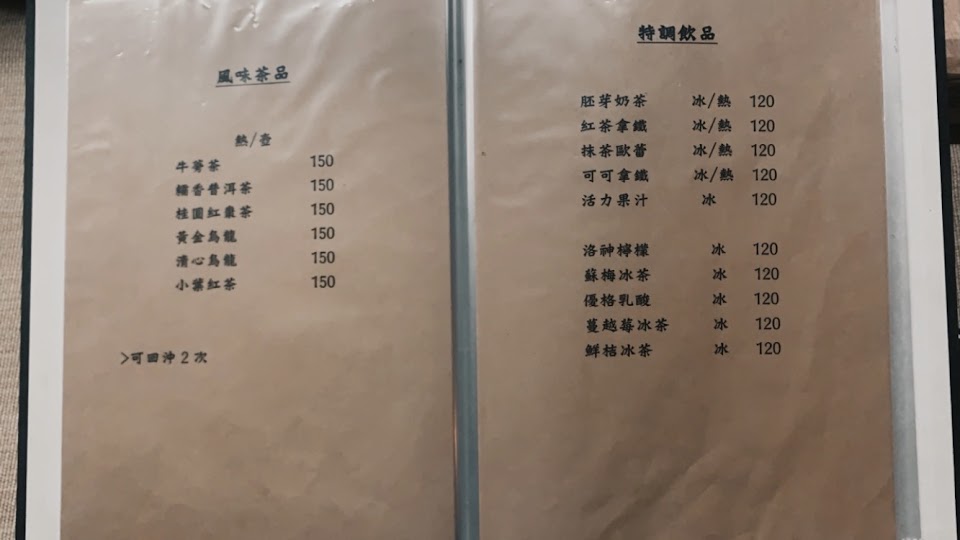 風味茶品
熱/壺
牛蒡茶 150
糯香普洱茶 150
桂圓紅棗茶 150
黃金烏龍 150
清心烏龍 150
小葉紅茶 150
>可回沖 2 次
特調飲品
胚芽奶茶 冰/熱 120
紅茶拿鐵 冰/熱 120
抹茶歐蕾 冰/熱 120
可可拿鐵 冰/熱 120
活力果汁 冰 120
洛神檸檬 冰 120
蘇梅冰茶 冰 120
優格乳酸 冰 120
蔓越莓冰茶 冰 120
鮮桔冰茶 冰 120